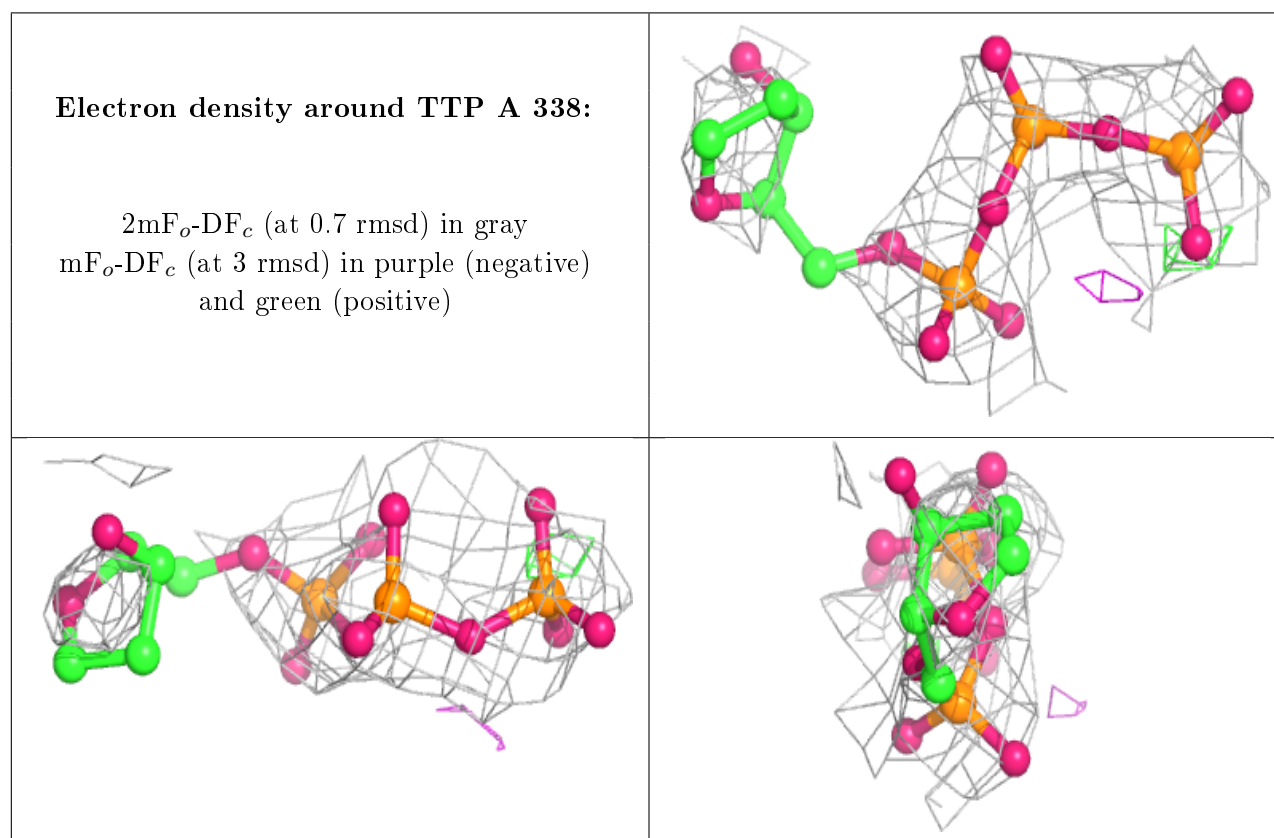 Electron density around TTP A 338:
2mFₒ-DF𝒸 (at 0.7 rmsd) in gray
mFₒ-DF𝒸 (at 3 rmsd) in purple (negative)
and green (positive)